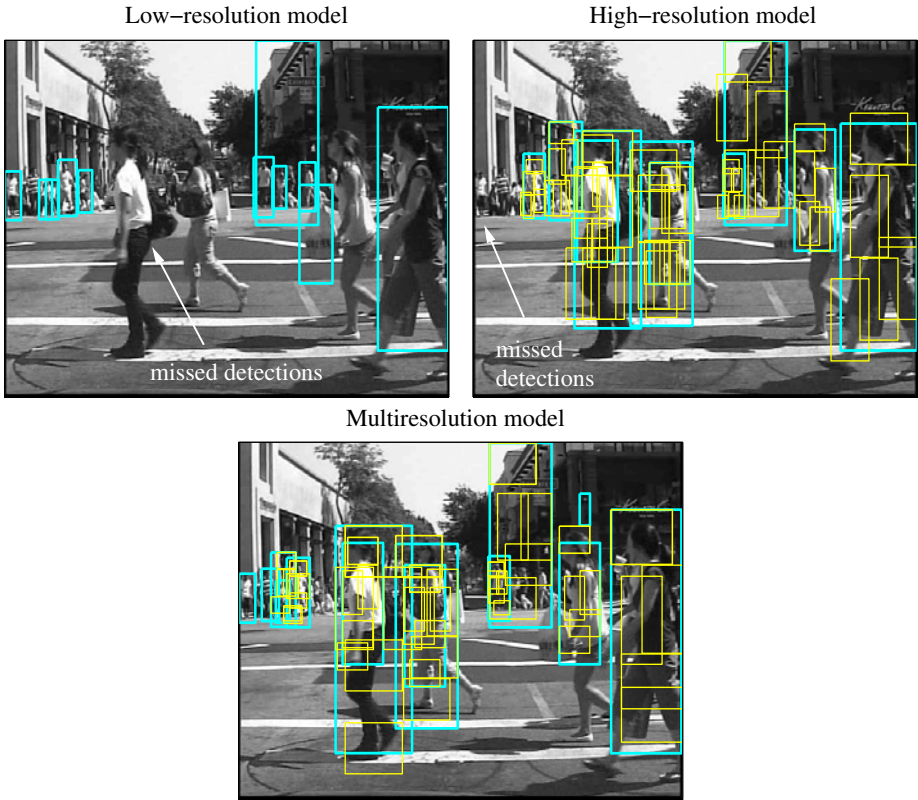 Low−resolution model
High−resolution model
missed detections
missed
detections
Multiresolution model